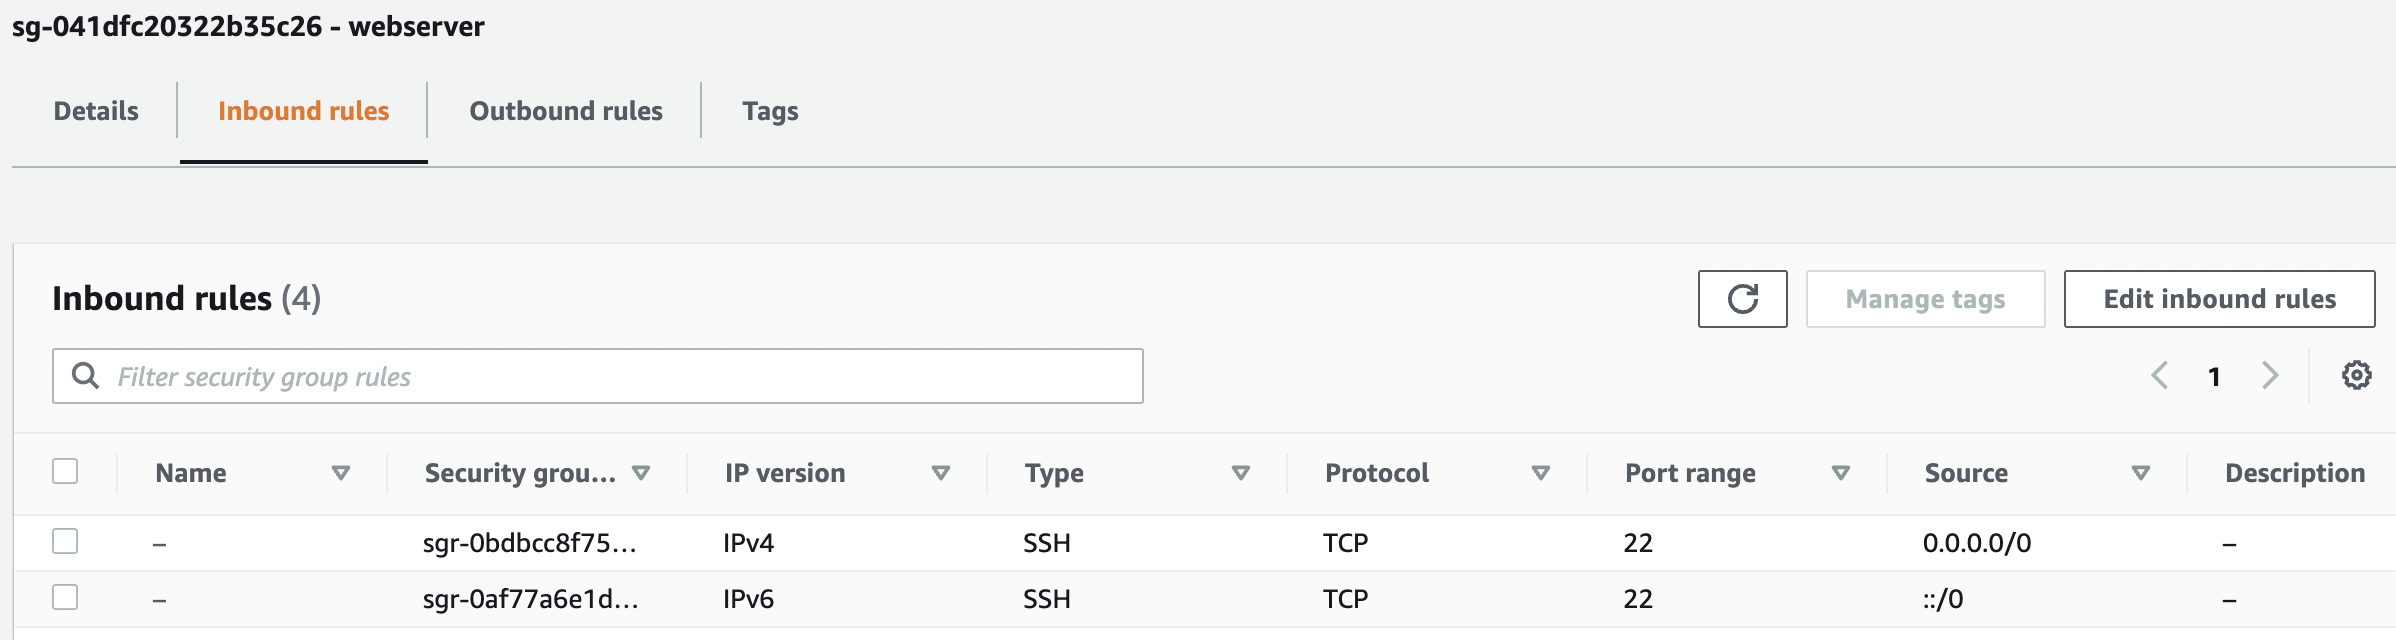 sg-041dfc20322b35c26 - webserver
Details Inbound rules Outbound rules Tags
Inbound rules (4) Manage tags Edit inbound rules
Filter security group rules 1
Name Security grou... IP version Type Protocol Port range Source Description
– sgr-0bdbcc8f75... IPv4 SSH TCP 22 0.0.0.0/0 –
– sgr-0af77a6e1d... IPv6 SSH TCP 22 ::/0 –